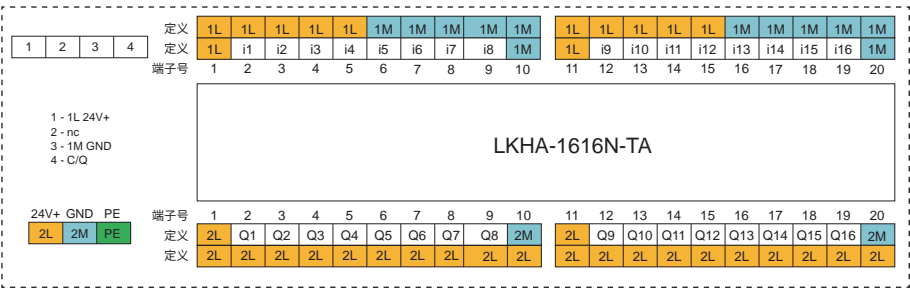 定义 1L 1L 1L 1L 1L 1M 1M 1M 1M 1M 1L 1L 1L 1L 1L 1M 1M 1M 1M 1M
1 2 3 4
定义 1L i1 i2 i3 i4 i5 i6 i7 i8 1M 1L i9 i10 i11 i12 i13 i14 i15 i16 1M
端子号 1 2 3 4 5 6 7 8 9 10 11 12 13 14 15 16 17 18 19 20
1 - 1L 24V+
2 - nc
3 - 1M GND
4 - C/Q
LKHA-1616N-TA
24V+ GND PE
2L 2M PE
端子号 1 2 3 4 5 6 7 8 9 10 11 12 13 14 15 16 17 18 19 20
定义 2L Q1 Q2 Q3 Q4 Q5 Q6 Q7 Q8 2M 2L Q9 Q10 Q11 Q12 Q13 Q14 Q15 Q16 2M
定义 2L 2L 2L 2L 2L 2L 2L 2L 2L 2L 2L 2L 2L 2L 2L 2L 2L 2L 2L 2L